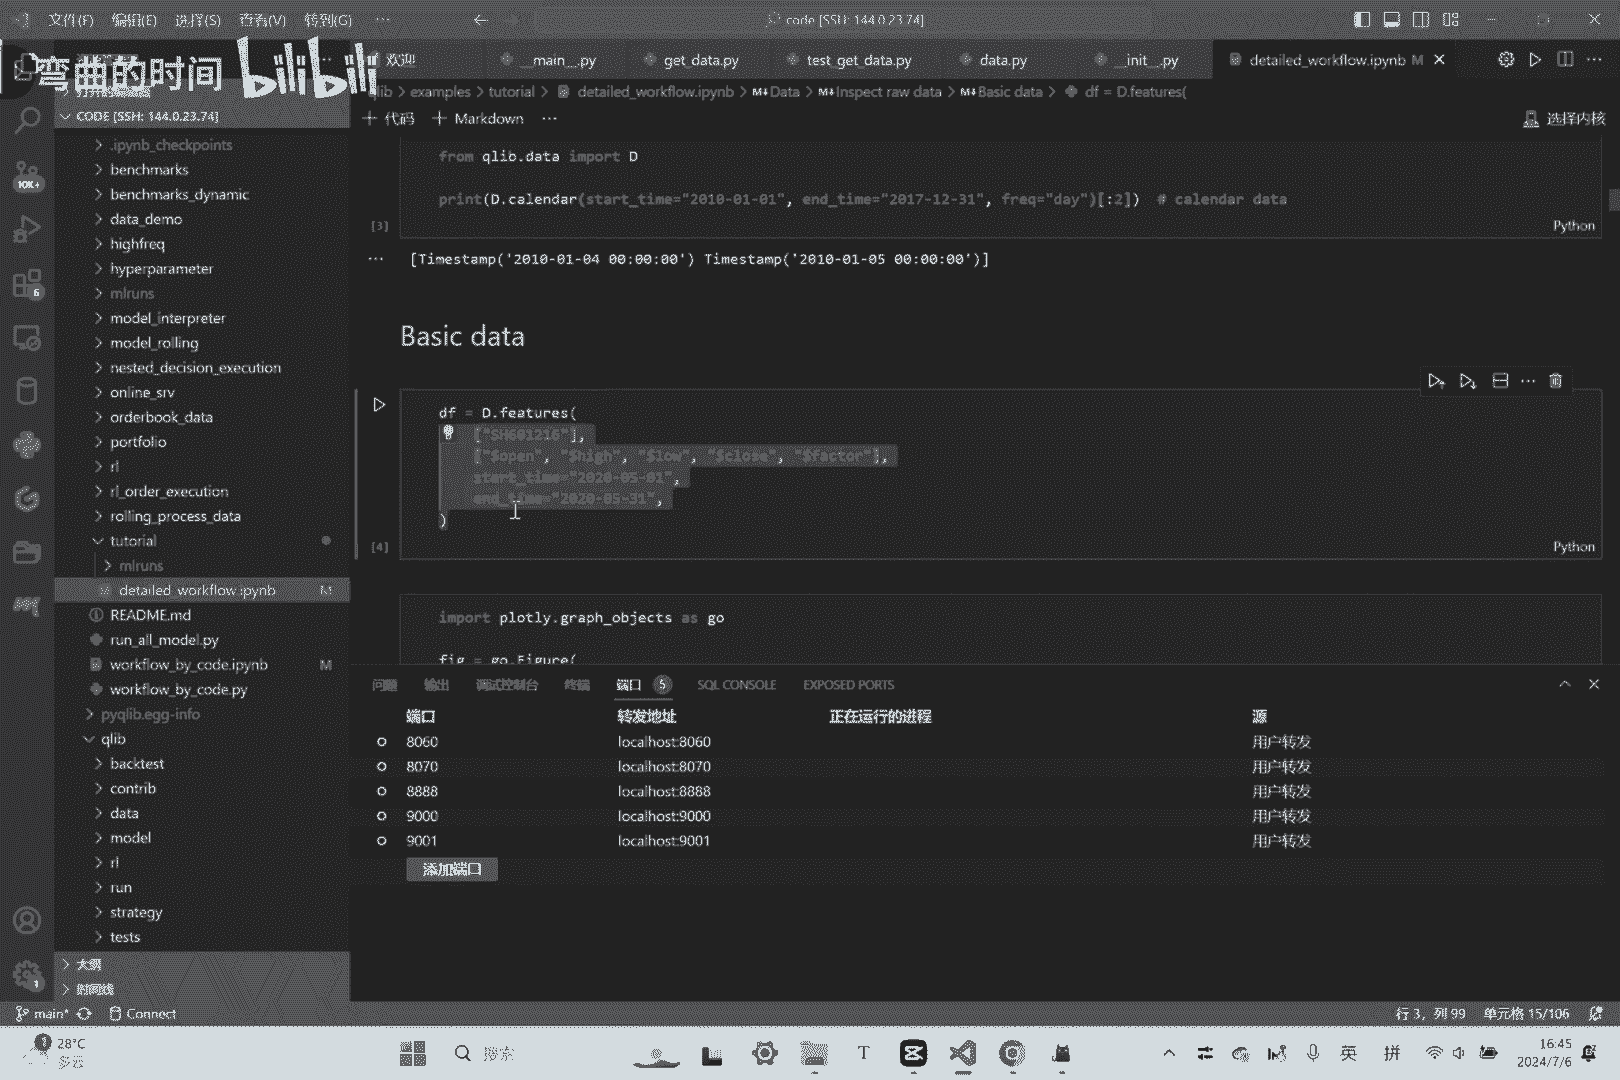 文件(F) 编辑(E) 选择(S) 查看(V) 转到(G) ···
code [SSH: 144.0.23.74]
弯曲的时间 bilibili
欢迎
__main__.py
get_data.py
test_get_data.py
data.py
__init__.py
detailed_workflow.ipynb M
qlib > examples > tutorial > detailed_workflow.ipynb > M↓Data > M↓Inspect raw data > M↓Basic data > df = D.features(
打开的编辑器
CODE [SSH: 144.0.23.74]
+ 代码 + Markdown ···
选择内核
.ipynb_checkpoints
benchmarks
benchmarks_dynamic
data_demo
highfreq
hyperparameter
mlruns
model_interpreter
model_rolling
nested_decision_execution
online_srv
orderbook_data
portfolio
rl
rl_order_execution
rolling_process_data
tutorial
mlruns
detailed_workflow.ipynb M
README.md
run_all_model.py
workflow_by_code.ipynb M
workflow_by_code.py
pyqlib.egg-info
qlib
backtest
contrib
data
model
rl
run
strategy
tests
大纲
时间线
10K+
6
1
from qlib.data import D
print(D.calendar(start_time="2010-01-01", end_time="2017-12-31", freq="day")[:2]) # calendar data
[3]
Python
[Timestamp('2010-01-04 00:00:00') Timestamp('2010-01-05 00:00:00')]
Basic data
df = D.features(
["SH601216"],
["$open", "$high", "$low", "$close", "$factor"],
start_time="2020-05-01",
end_time="2020-05-31",
)
[4]
Python
import plotly.graph_objects as go
fig = go.Figure(
问题 输出 调试控制台 终端 端口 5 SQL CONSOLE EXPOSED PORTS
端口 转发地址 正在运行的进程 源
8060 localhost:8060 用户转发
8070 localhost:8070 用户转发
8888 localhost:8888 用户转发
9000 localhost:9000 用户转发
9001 localhost:9001 用户转发
添加端口
main* Connect
行 3，列 99 单元格 15/106
1
28°C
多云
搜索
英 拼
16:45
2024/7/6